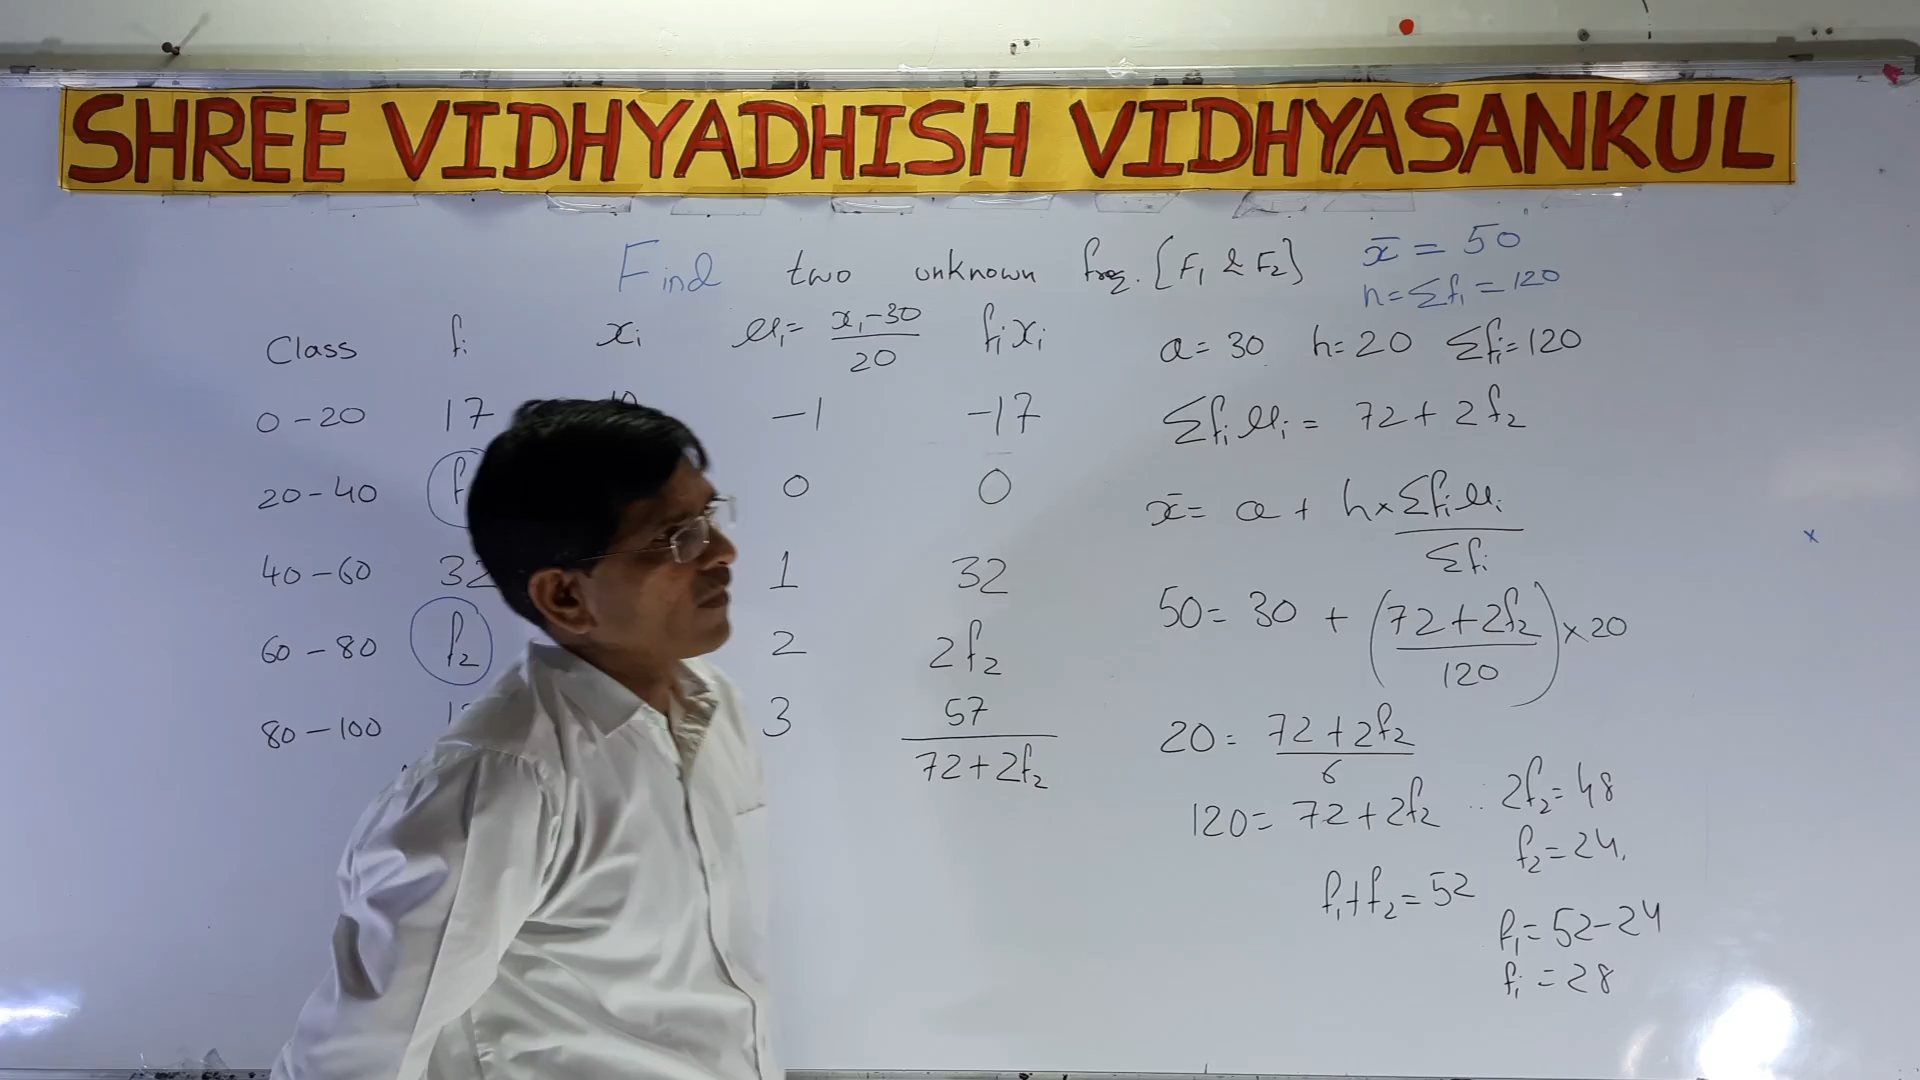 SHREE VIDHYADHISH VIDHYASANKUL
Find two unknown freq. [F₁ & F₂]
x̄ = 50
n = Σfᵢ = 120
Class fᵢ xᵢ uᵢ = (xᵢ-30)/20 fᵢxᵢ
0-20 17 -1 -17
20-40 0 0
40-60 32 1 32
60-80 f₂ 2 2f₂
80-100 3 57
72+2f₂
a = 30 h = 20 Σfᵢ = 120
Σfᵢuᵢ = 72 + 2f₂
x̄ = a + h × Σfᵢuᵢ/Σfᵢ
50 = 30 + ((72+2f₂)/120) × 20
20 = (72+2f₂)/6
120 = 72 + 2f₂ ∴ 2f₂ = 48
f₂ = 24.
f₁+f₂ = 52
f₁ = 52-24
f₁ = 28